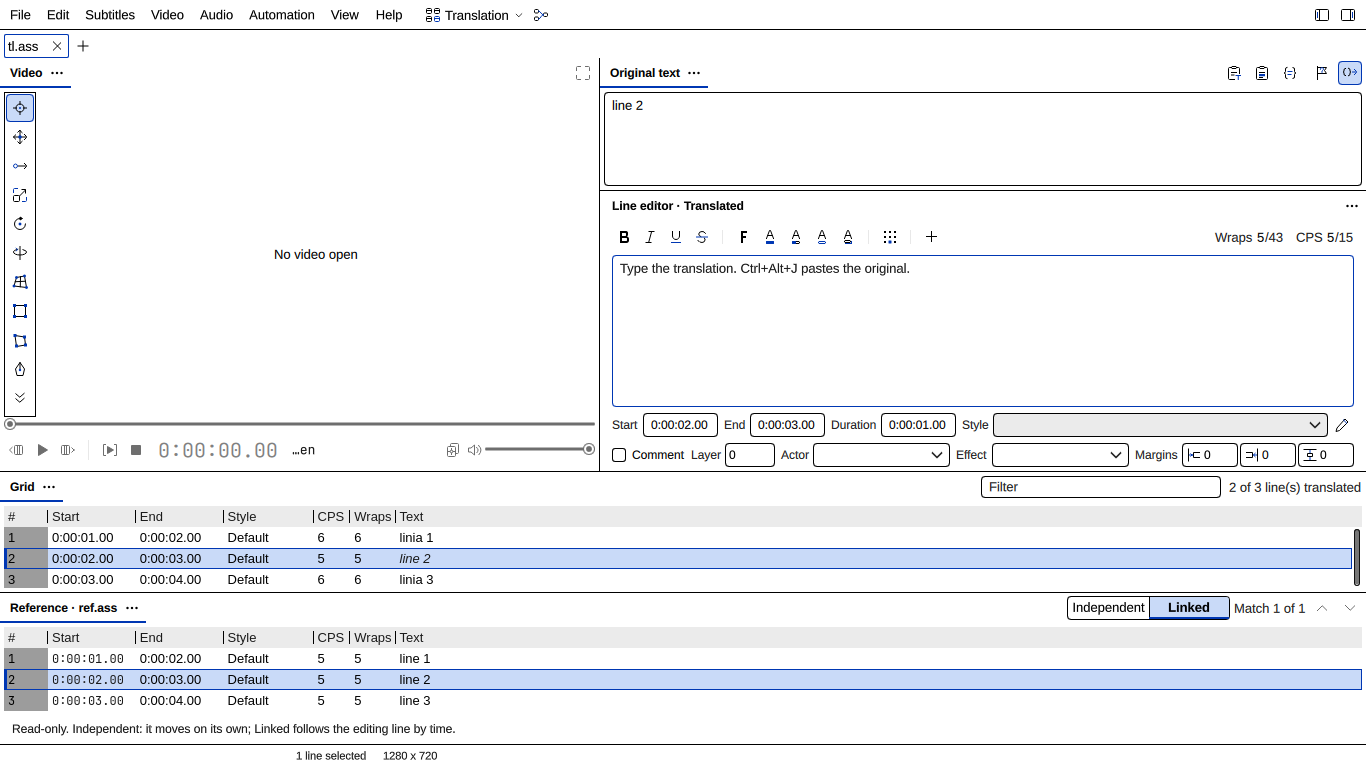 File Edit Subtitles Video Audio Automation View Help Translation
tl.ass
Video ···
Original text ···
line 2
No video open
Line editor · Translated ···
B I U S F A A A A Wraps 5/43 CPS 5/15
Type the translation. Ctrl+Alt+J pastes the original.
Start 0:00:02.00 End 0:00:03.00 Duration 0:00:01.00 Style
0:00:00.00 …en
Comment Layer 0 Actor Effect Margins 0 0 0
Grid ··· Filter 2 of 3 line(s) translated
# Start End Style CPS Wraps Text
1 0:00:01.00 0:00:02.00 Default 6 6 linia 1
2 0:00:02.00 0:00:03.00 Default 5 5 line 2
3 0:00:03.00 0:00:04.00 Default 6 6 linia 3
Reference · ref.ass ··· Independent Linked Match 1 of 1
# Start End Style CPS Wraps Text
1 0:00:01.00 0:00:02.00 Default 5 5 line 1
2 0:00:02.00 0:00:03.00 Default 5 5 line 2
3 0:00:03.00 0:00:04.00 Default 5 5 line 3
Read-only. Independent: it moves on its own; Linked follows the editing line by time.
1 line selected 1280 x 720